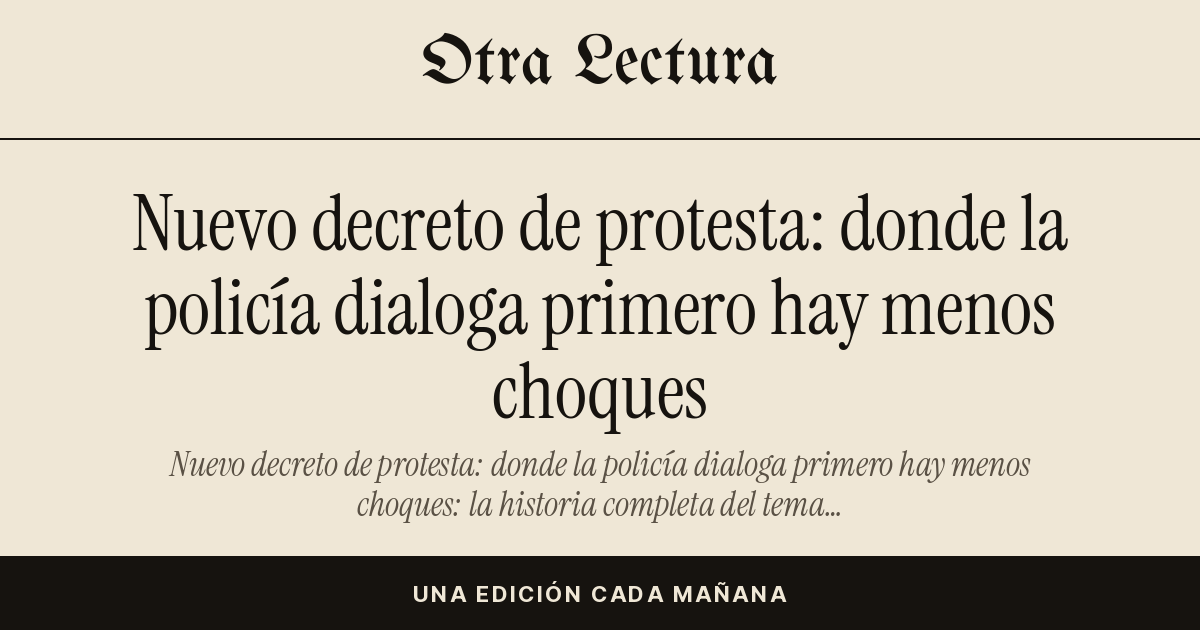 Otra Lectura
Nuevo decreto de protesta: donde la
policía dialoga primero hay menos
choques
Nuevo decreto de protesta: donde la policía dialoga primero hay menos
choques: la historia completa del tema...
UNA EDICIÓN CADA MAÑANA